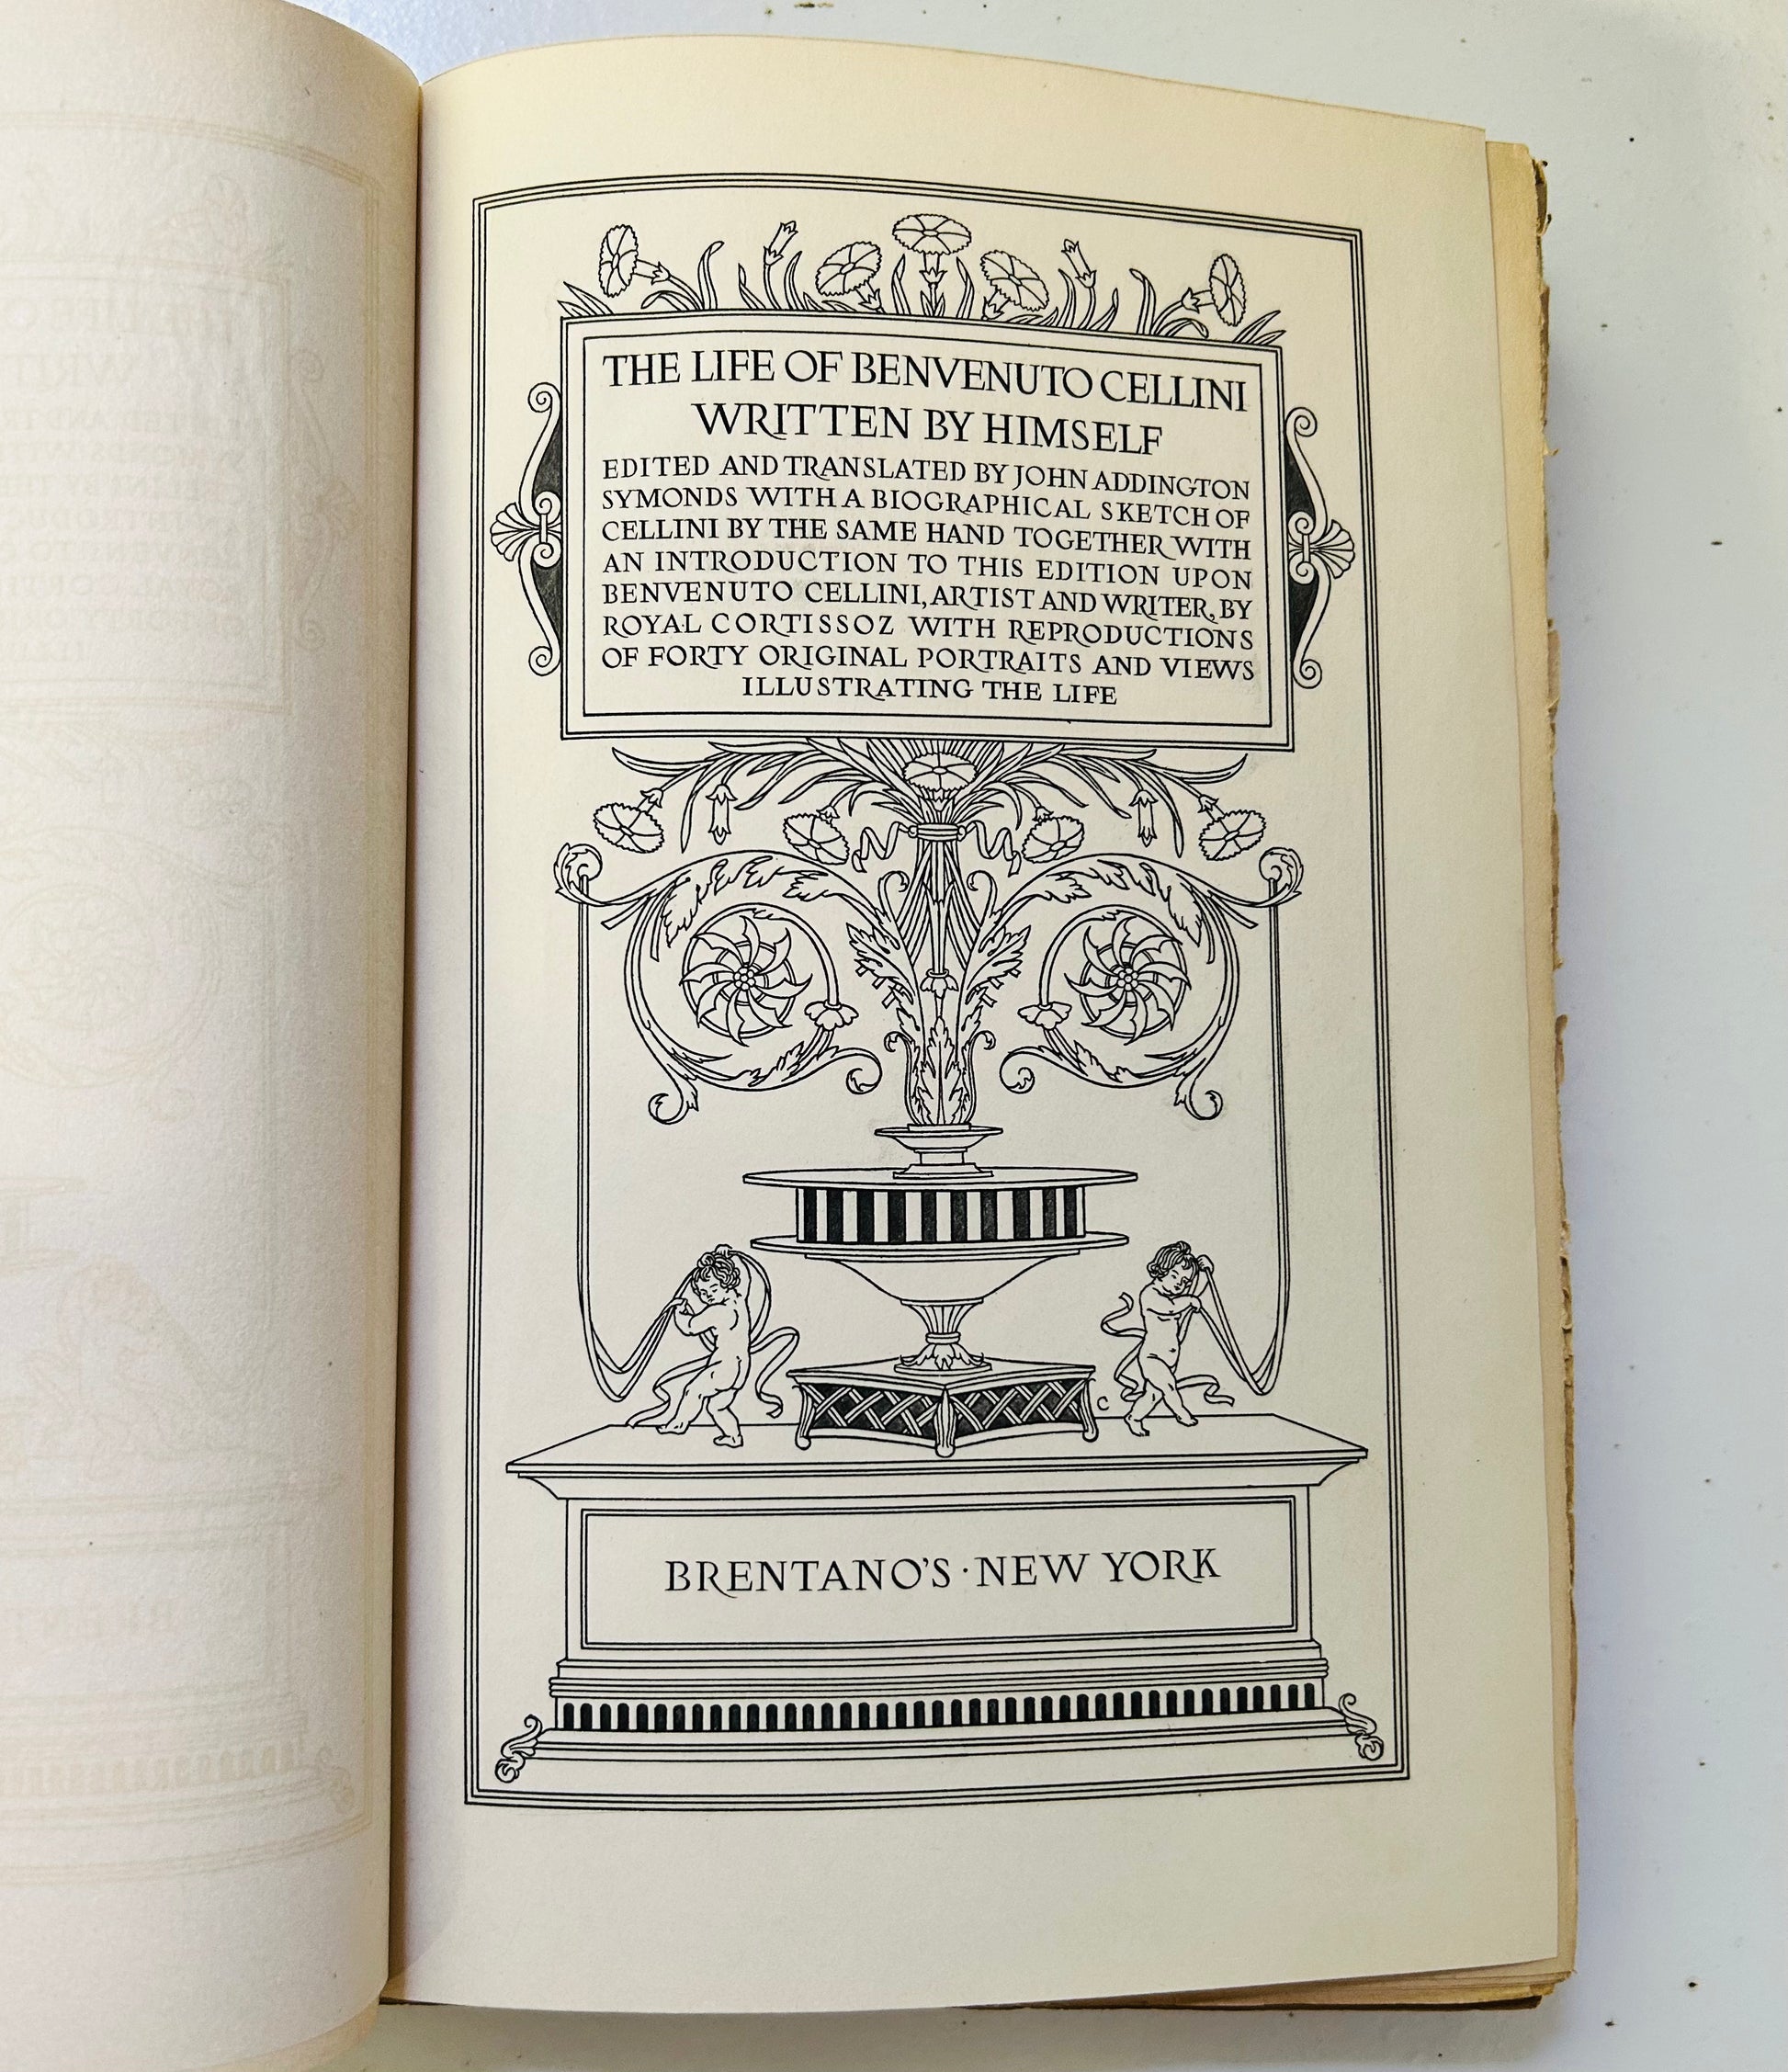 THE LIFE OF BENVENUTO CELLINI
WRITTEN BY HIMSELF
EDITED AND TRANSLATED BY JOHN ADDINGTON
SYMONDS WITH A BIOGRAPHICAL SKETCH OF
CELLINI BY THE SAME HAND TOGETHER WITH
AN INTRODUCTION TO THIS EDITION UPON
BENVENUTO CELLINI, ARTIST AND WRITER, BY
ROYAL CORTISSOZ WITH REPRODUCTIONS
OF FORTY ORIGINAL PORTRAITS AND VIEWS
ILLUSTRATING THE LIFE
C
BRENTANO'S · NEW YORK